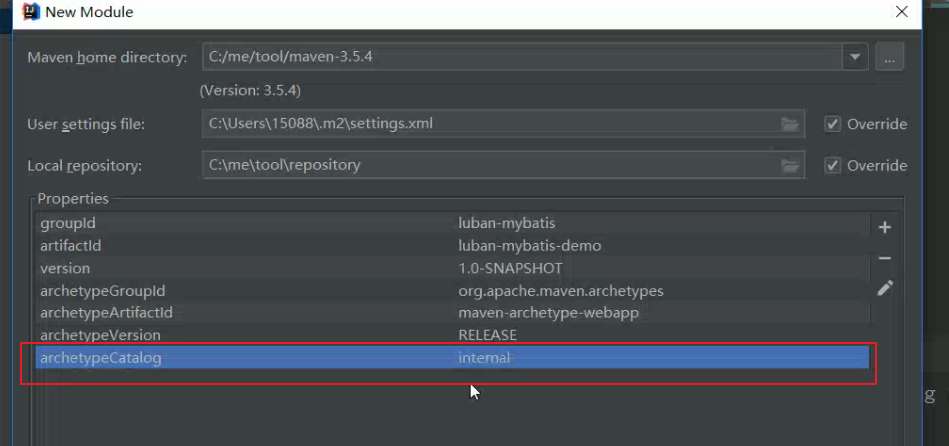 New Module
Maven home directory: C:/me/tool/maven-3.5.4 ...
(Version: 3.5.4)
User settings file: C:\Users\15088\.m2\settings.xml Override
Local repository: C:\me\tool\repository Override
Properties
groupId luban-mybatis
artifactId luban-mybatis-demo
version 1.0-SNAPSHOT
archetypeGroupId org.apache.maven.archetypes
archetypeArtifactId maven-archetype-webapp
archetypeVersion RELEASE
archetypeCatalog internal
g